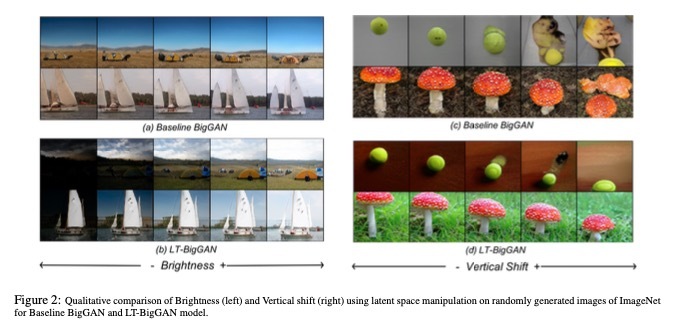 (a) Baseline BigGAN
(c) Baseline BigGAN
(b) LT-BigGAN
(d) LT-BigGAN
- Brightness +
- Vertical Shift +
Figure 2: Qualitative comparison of Brightness (left) and Vertical shift (right) using latent space manipulation on randomly generated images of ImageNet
for Baseline BigGAN and LT-BigGAN model.